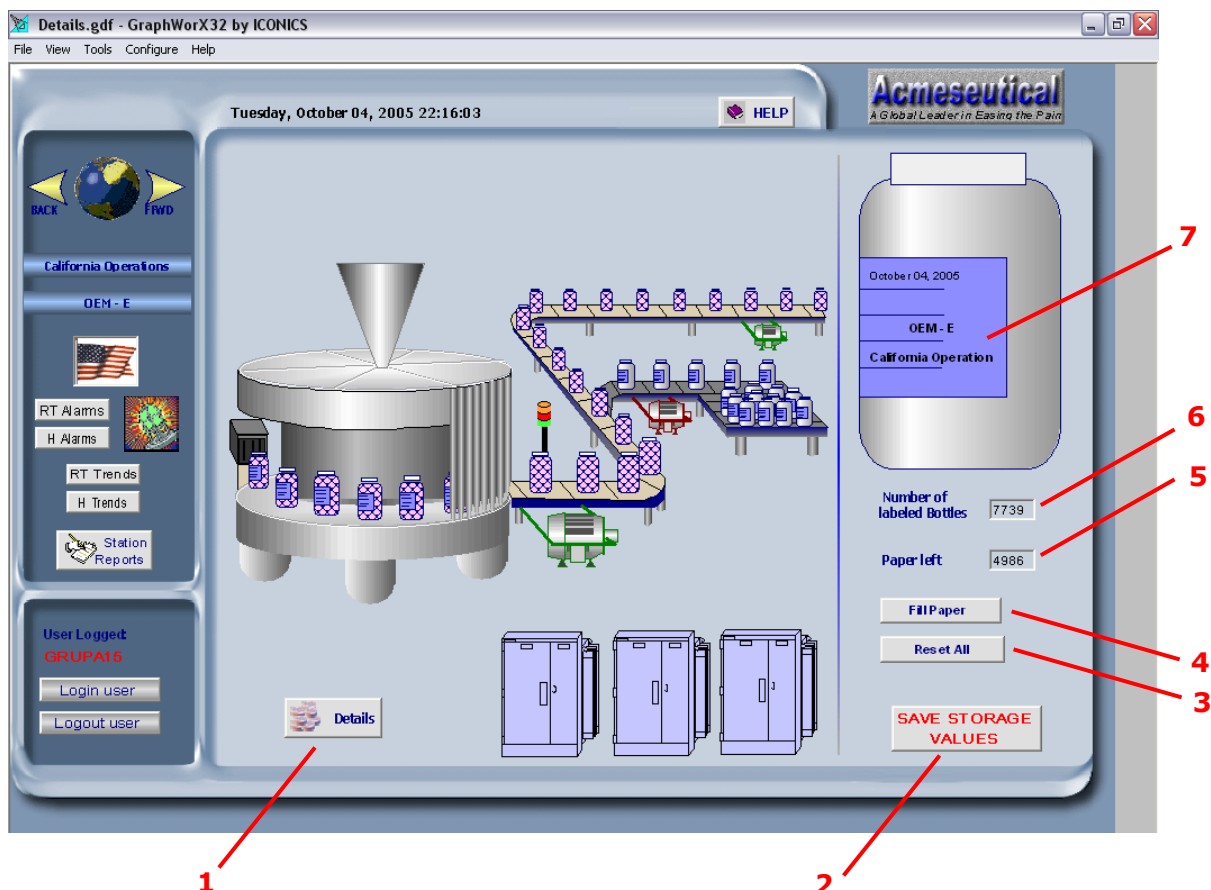 Details.gdf - GraphWorX32 by ICONICS
File View Tools Configure Help
Tuesday, October 04, 2005 22:16:03
HELP
Acmeseutical
A Global Leader in Easing the Pain
BACK
FRWD
California Operations
OEM - E
RT Alarms
H Alarms
RT Trends
H Trends
Station
Reports
User Logged:
GRUPA15
Login user
Logout user
Details
October 04, 2005
OEM - E
California Operation
Number of
labeled Bottles
7739
Paper left
4986
Fill Paper
Reset All
SAVE STORAGE
VALUES
7
6
5
4
3
1
2